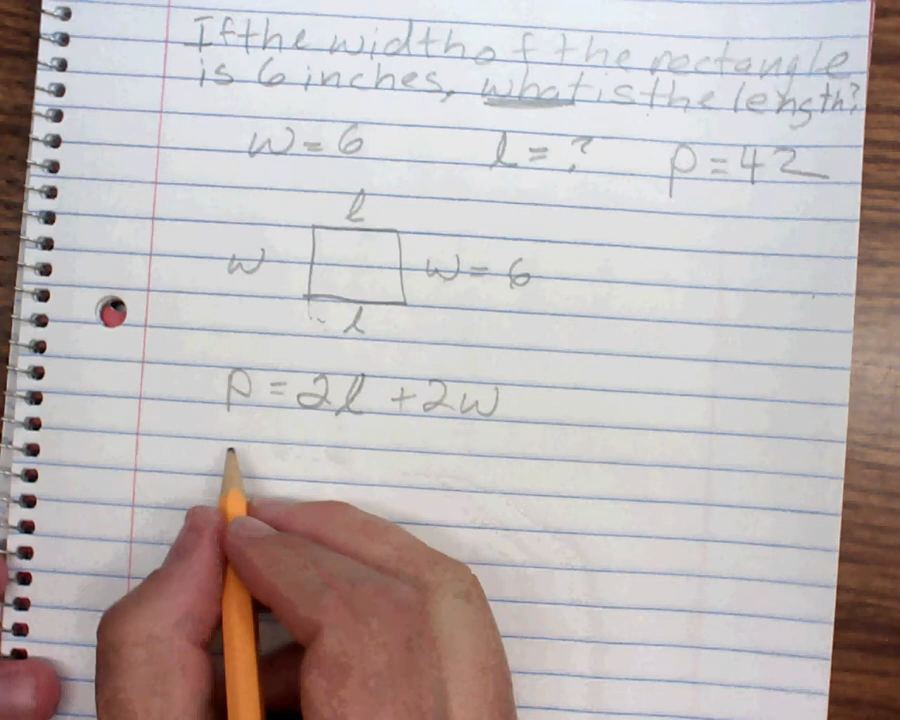 If the width of the rectangle
is 6 inches, what is the length?
w = 6 l = ? p = 42
l
w w = 6
l
P = 2l + 2w